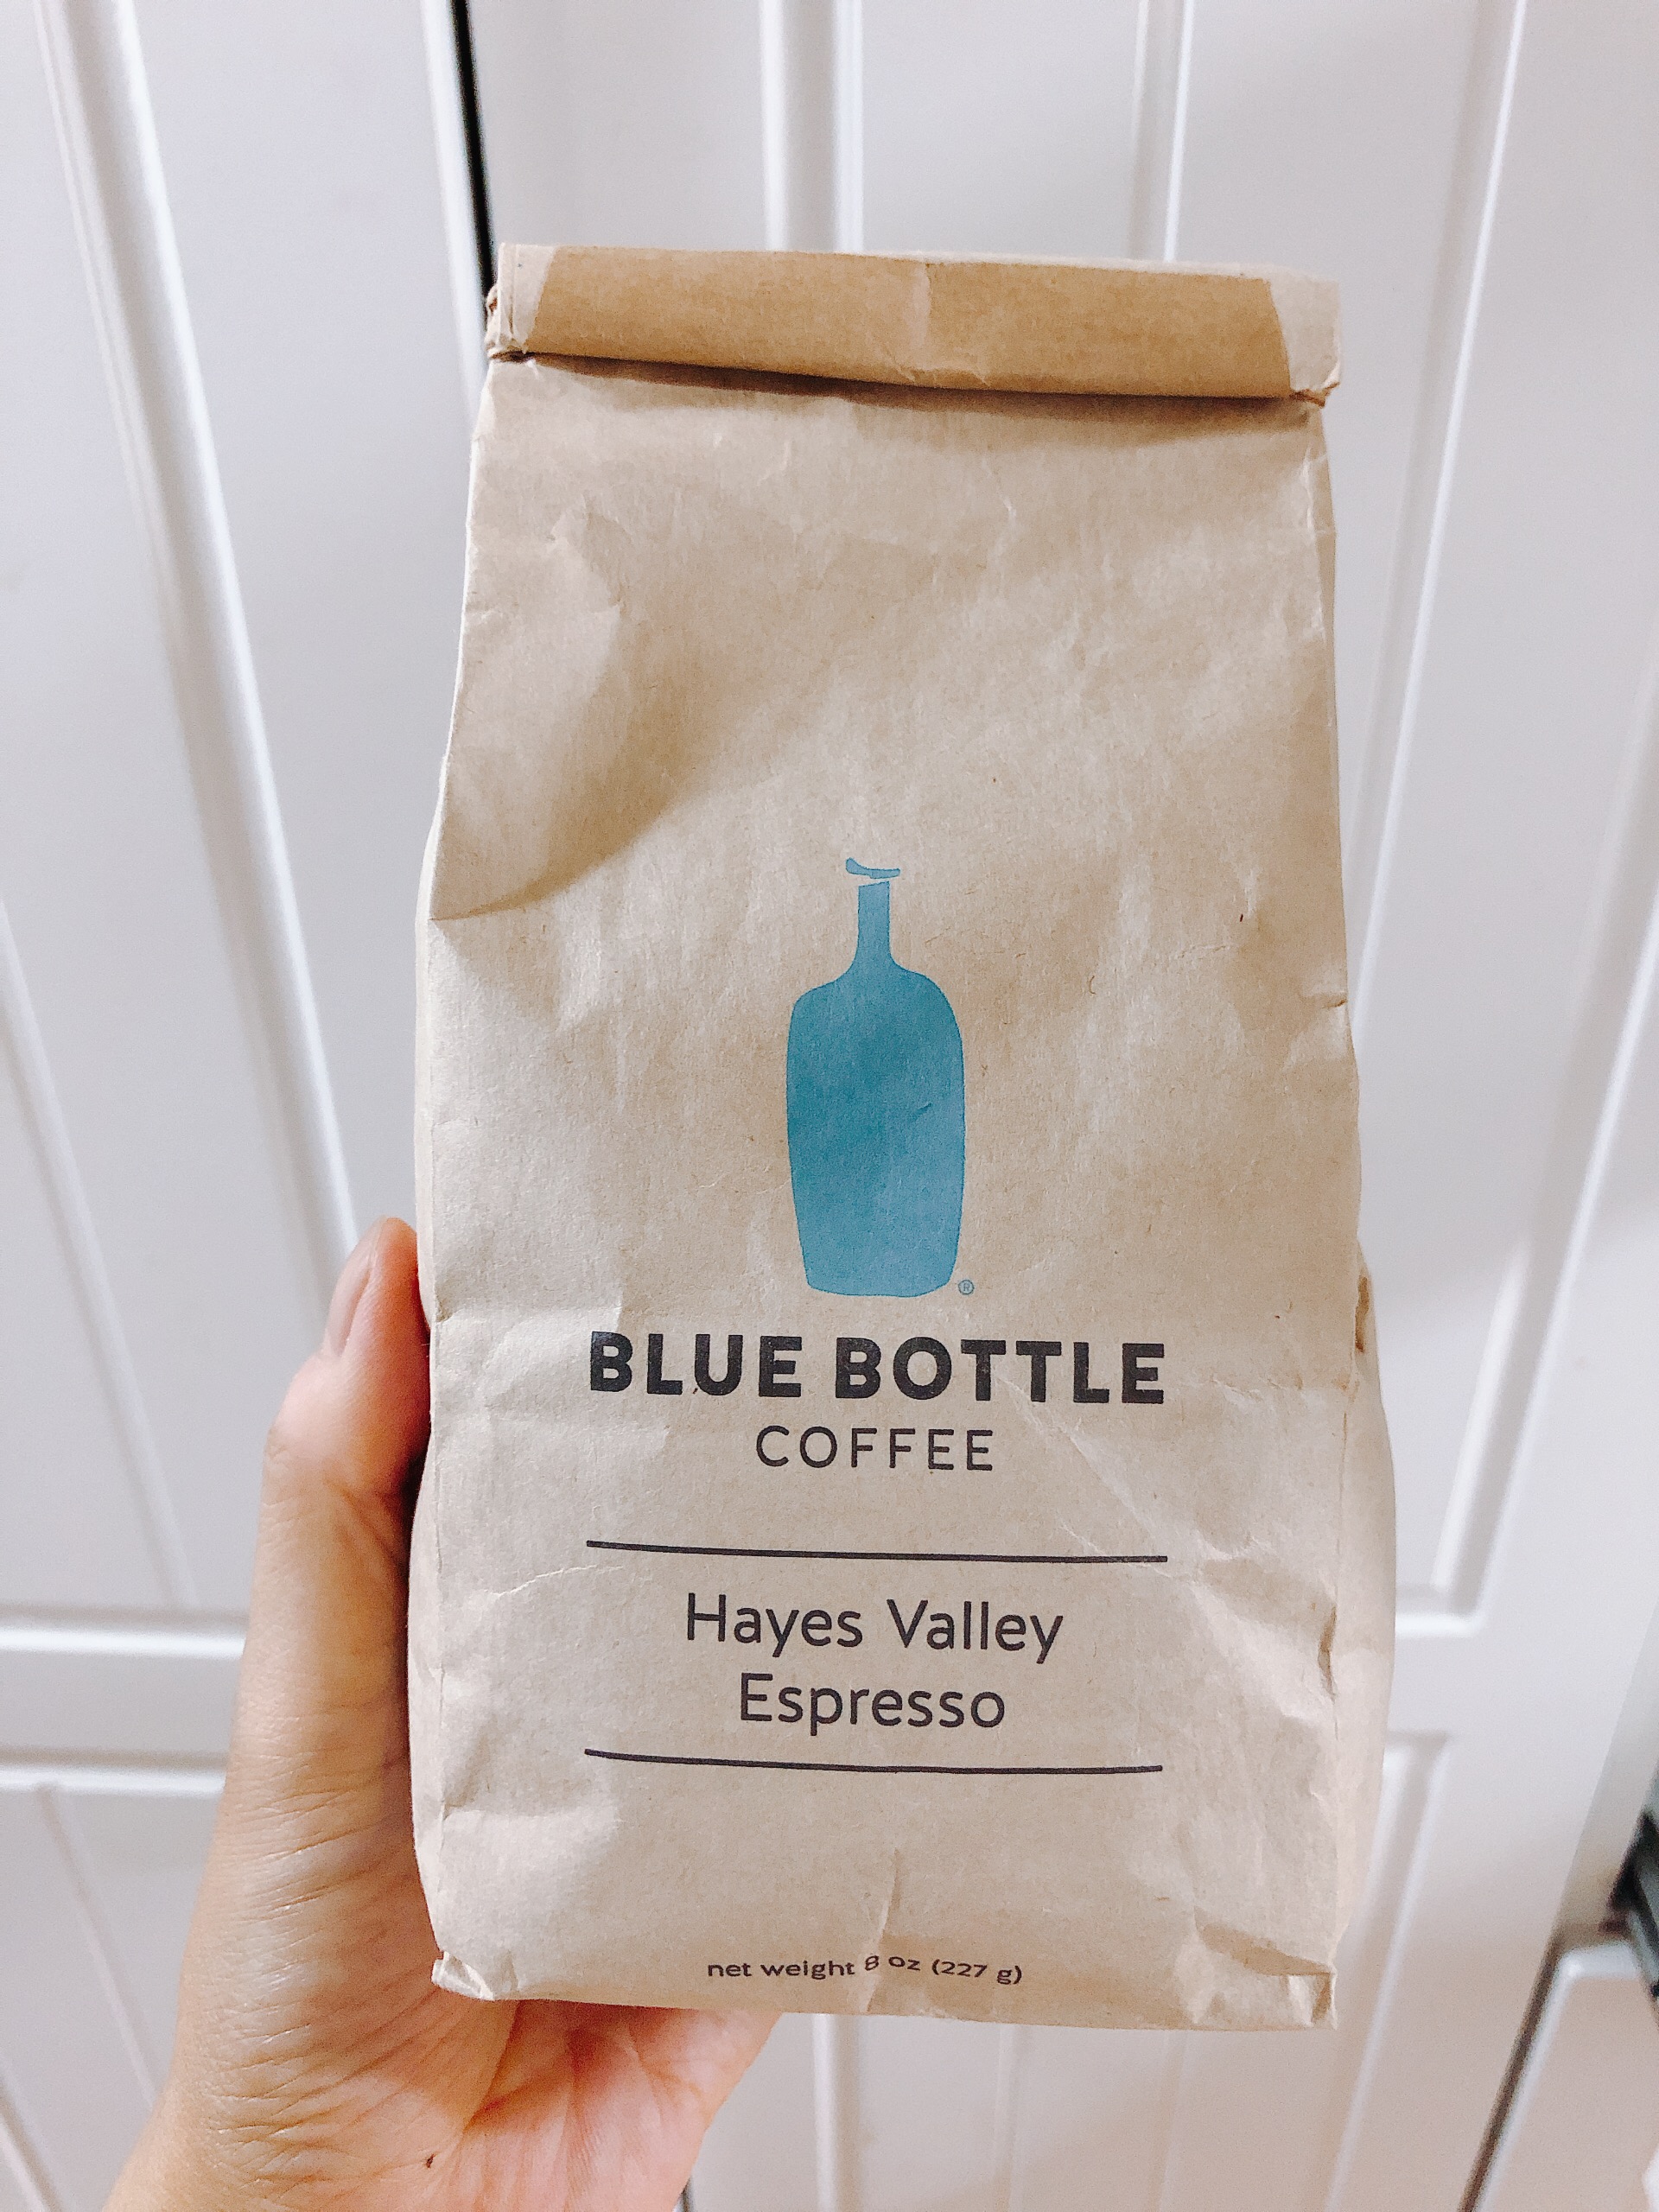 ®
BLUE BOTTLE
COFFEE
Hayes Valley
Espresso
net weight 8 oz (227 g)